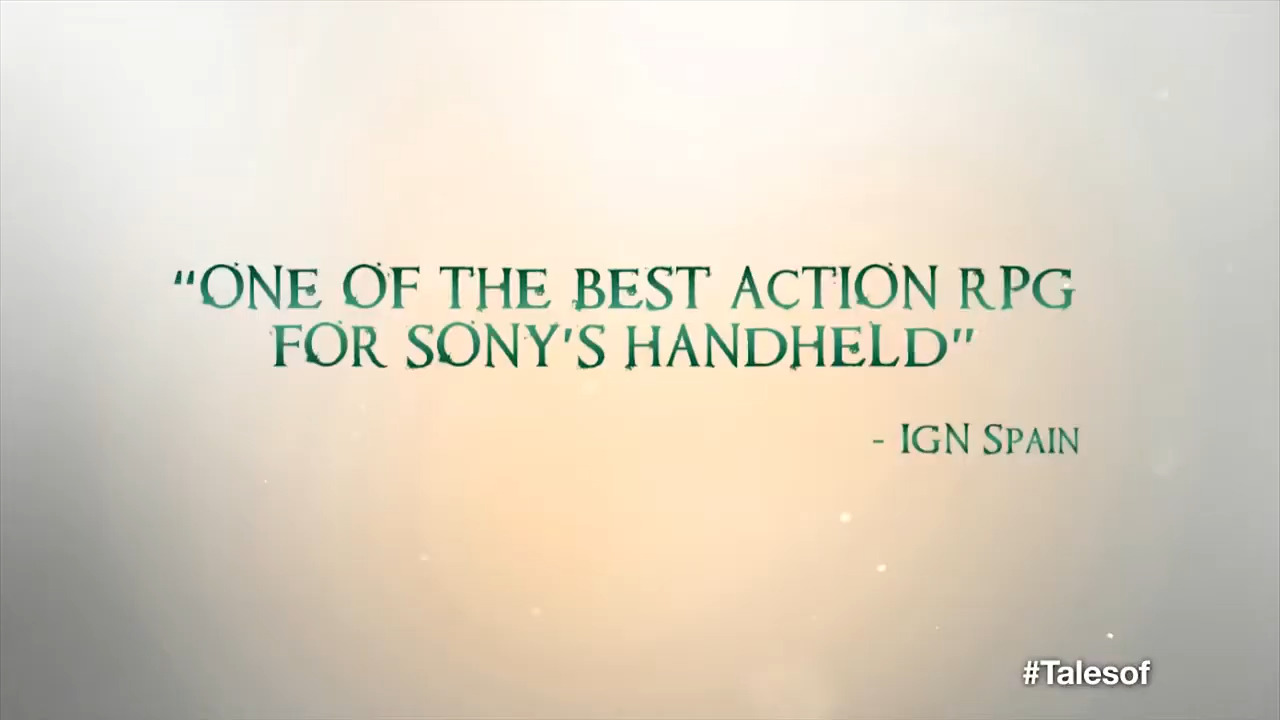 “ONE OF THE BEST ACTION RPG
FOR SONY'S HANDHELD”
- IGN SPAIN
#Talesof